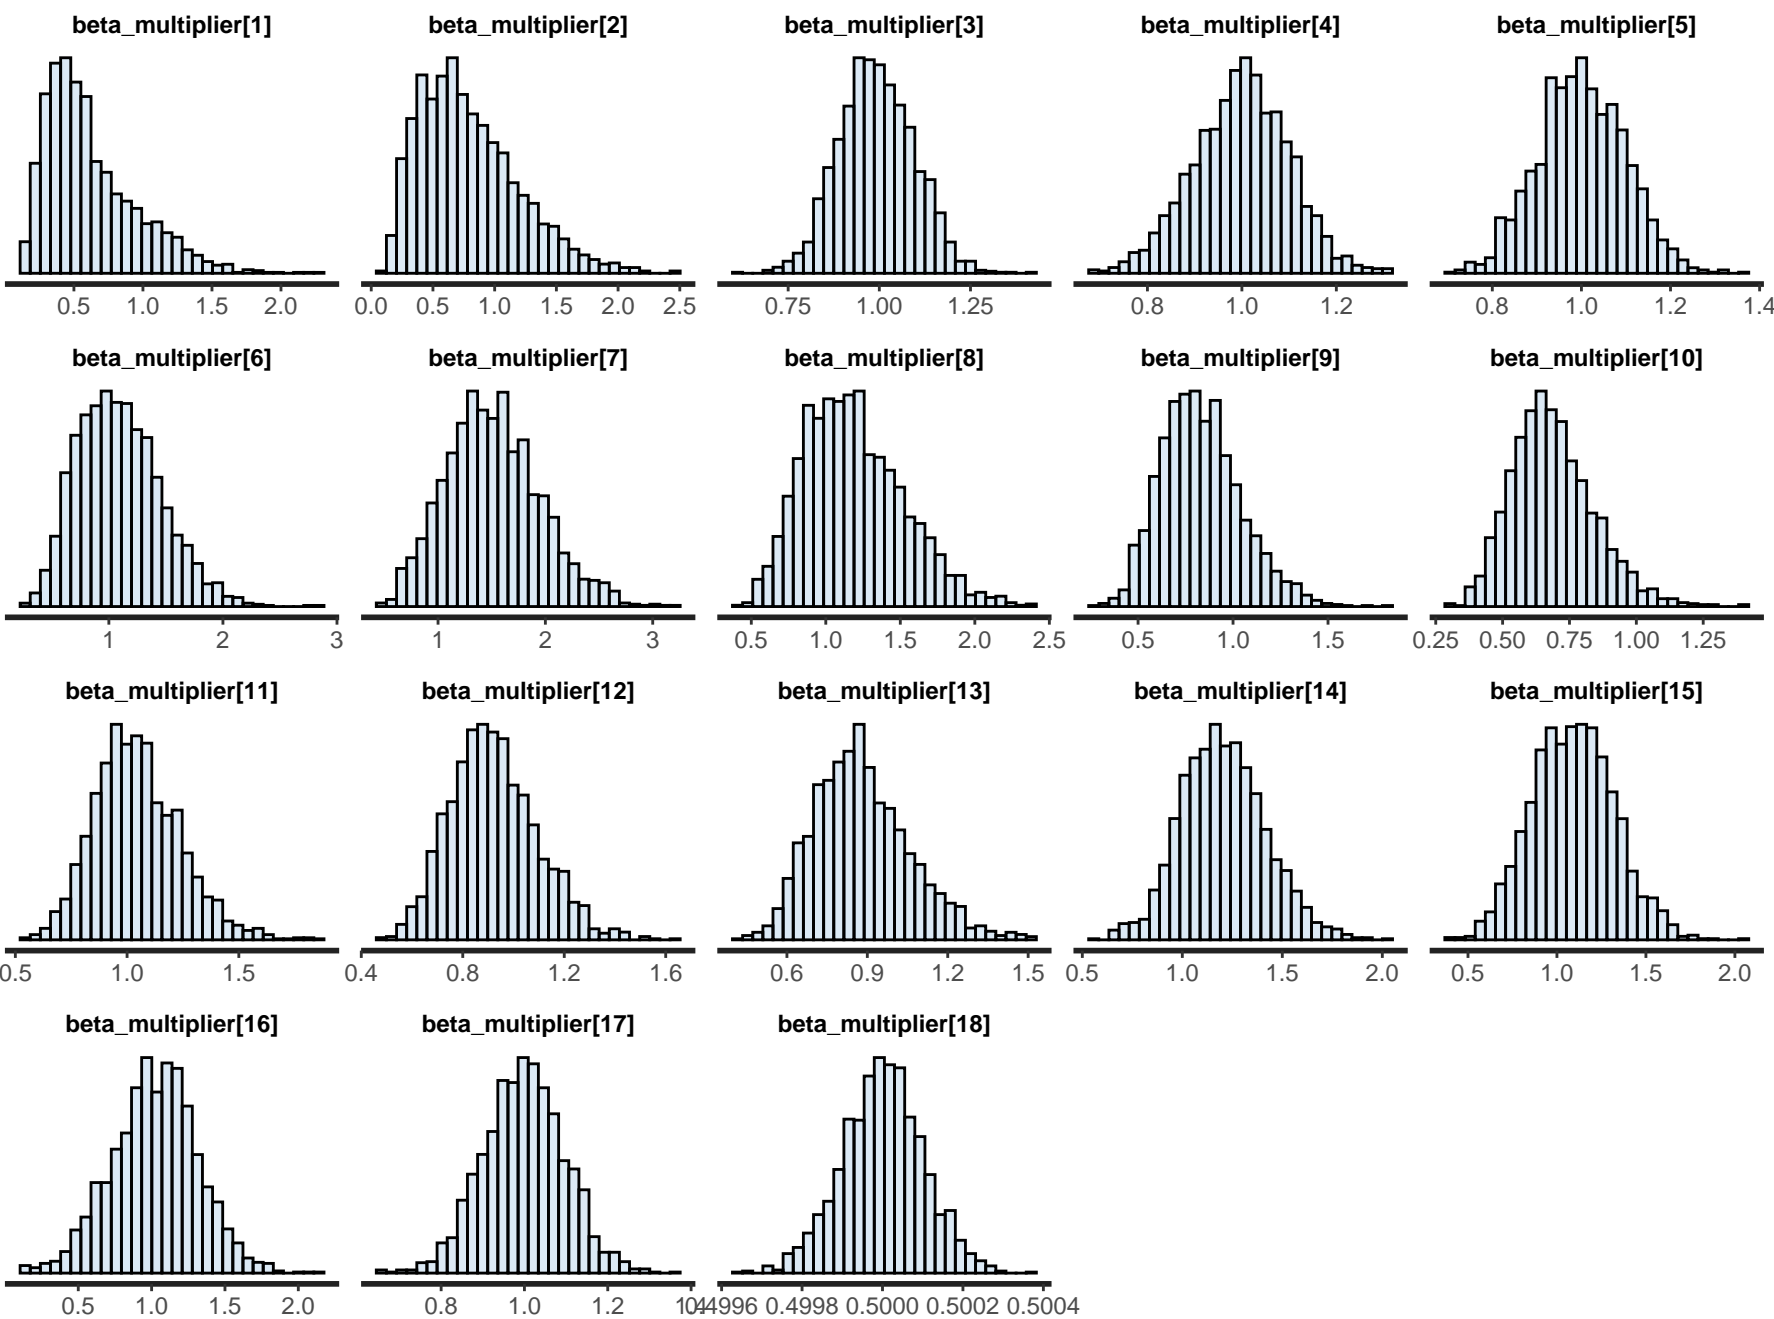 beta_multiplier[1] beta_multiplier[2] beta_multiplier[3] beta_multiplier[4] beta_multiplier[5]
0.5 1.0 1.5 2.0 0.0 0.5 1.0 1.5 2.0 2.5 0.75 1.00 1.25 0.8 1.0 1.2 0.8 1.0 1.2 1.4
beta_multiplier[6] beta_multiplier[7] beta_multiplier[8] beta_multiplier[9] beta_multiplier[10]
1 2 3 1 2 3 0.5 1.0 1.5 2.0 2.5 0.5 1.0 1.5 0.25 0.50 0.75 1.00 1.25
beta_multiplier[11] beta_multiplier[12] beta_multiplier[13] beta_multiplier[14] beta_multiplier[15]
0.5 1.0 1.5 0.4 0.8 1.2 1.6 0.6 0.9 1.2 1.5 0.5 1.0 1.5 2.0 0.5 1.0 1.5 2.0
beta_multiplier[16] beta_multiplier[17] beta_multiplier[18]
0.5 1.0 1.5 2.0 0.8 1.0 1.2 1.4 0.4996 0.4998 0.5000 0.5002 0.5004